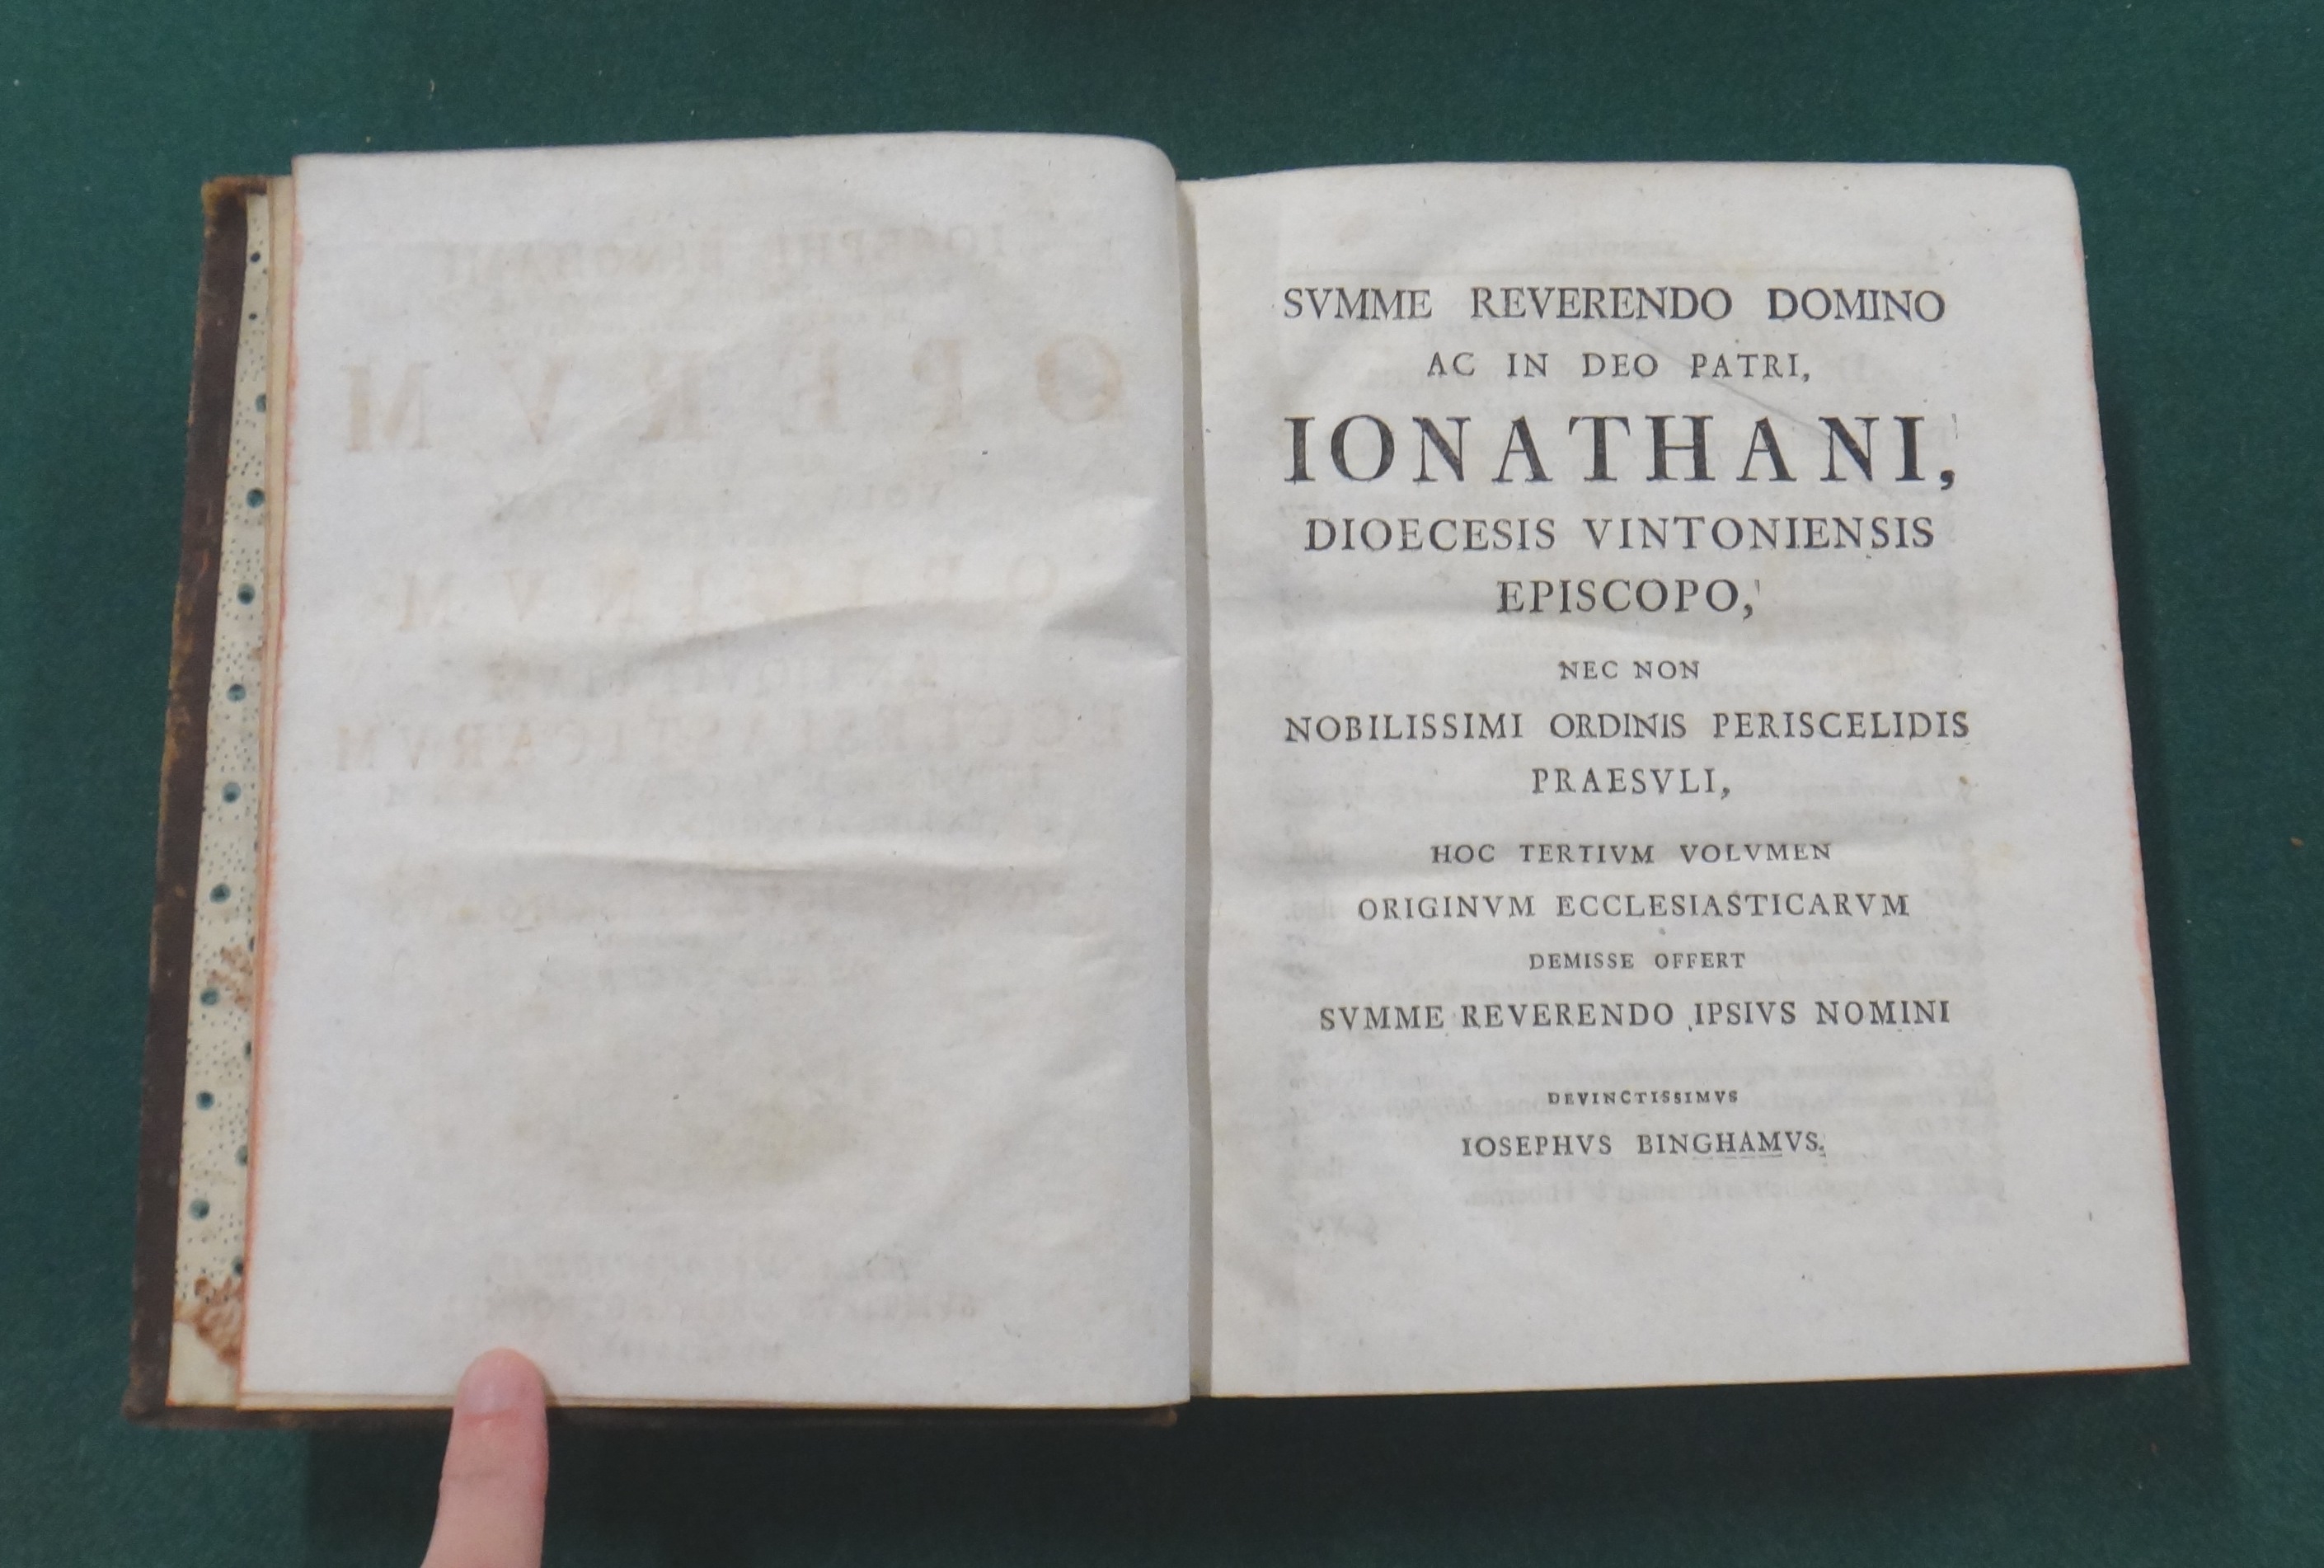 SVMME REVERENDO DOMINO
AC IN DEO PATRI,
IONATHANI,
DIOECESIS VINTONIENSIS
EPISCOPO,
NEC NON
NOBILISSIMI ORDINIS PERISCELIDIS
PRAESVLI,
HOC TERTIVM VOLVMEN
ORIGINVM ECCLESIASTICARVM
DEMISSE OFFERT
SVMME REVERENDO IPSIVS NOMINI
DEVINCTISSIMVS
IOSEPHVS BINGHAMVS.